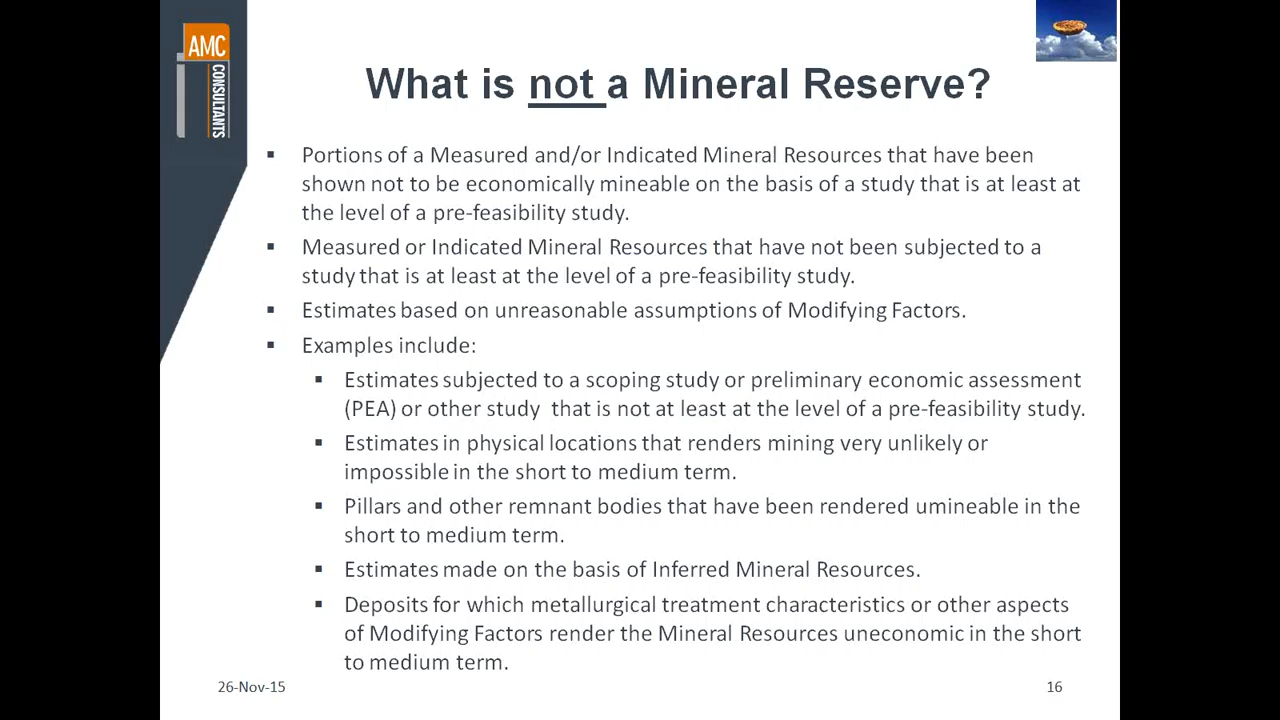 AMC
CONSULTANTS
What is not a Mineral Reserve?
▪ Portions of a Measured and/or Indicated Mineral Resources that have been
shown not to be economically mineable on the basis of a study that is at least at
the level of a pre-feasibility study.
▪ Measured or Indicated Mineral Resources that have not been subjected to a
study that is at least at the level of a pre-feasibility study.
▪ Estimates based on unreasonable assumptions of Modifying Factors.
▪ Examples include:
▪ Estimates subjected to a scoping study or preliminary economic assessment
(PEA) or other study that is not at least at the level of a pre-feasibility study.
▪ Estimates in physical locations that renders mining very unlikely or
impossible in the short to medium term.
▪ Pillars and other remnant bodies that have been rendered umineable in the
short to medium term.
▪ Estimates made on the basis of Inferred Mineral Resources.
▪ Deposits for which metallurgical treatment characteristics or other aspects
of Modifying Factors render the Mineral Resources uneconomic in the short
to medium term.
26-Nov-15
16